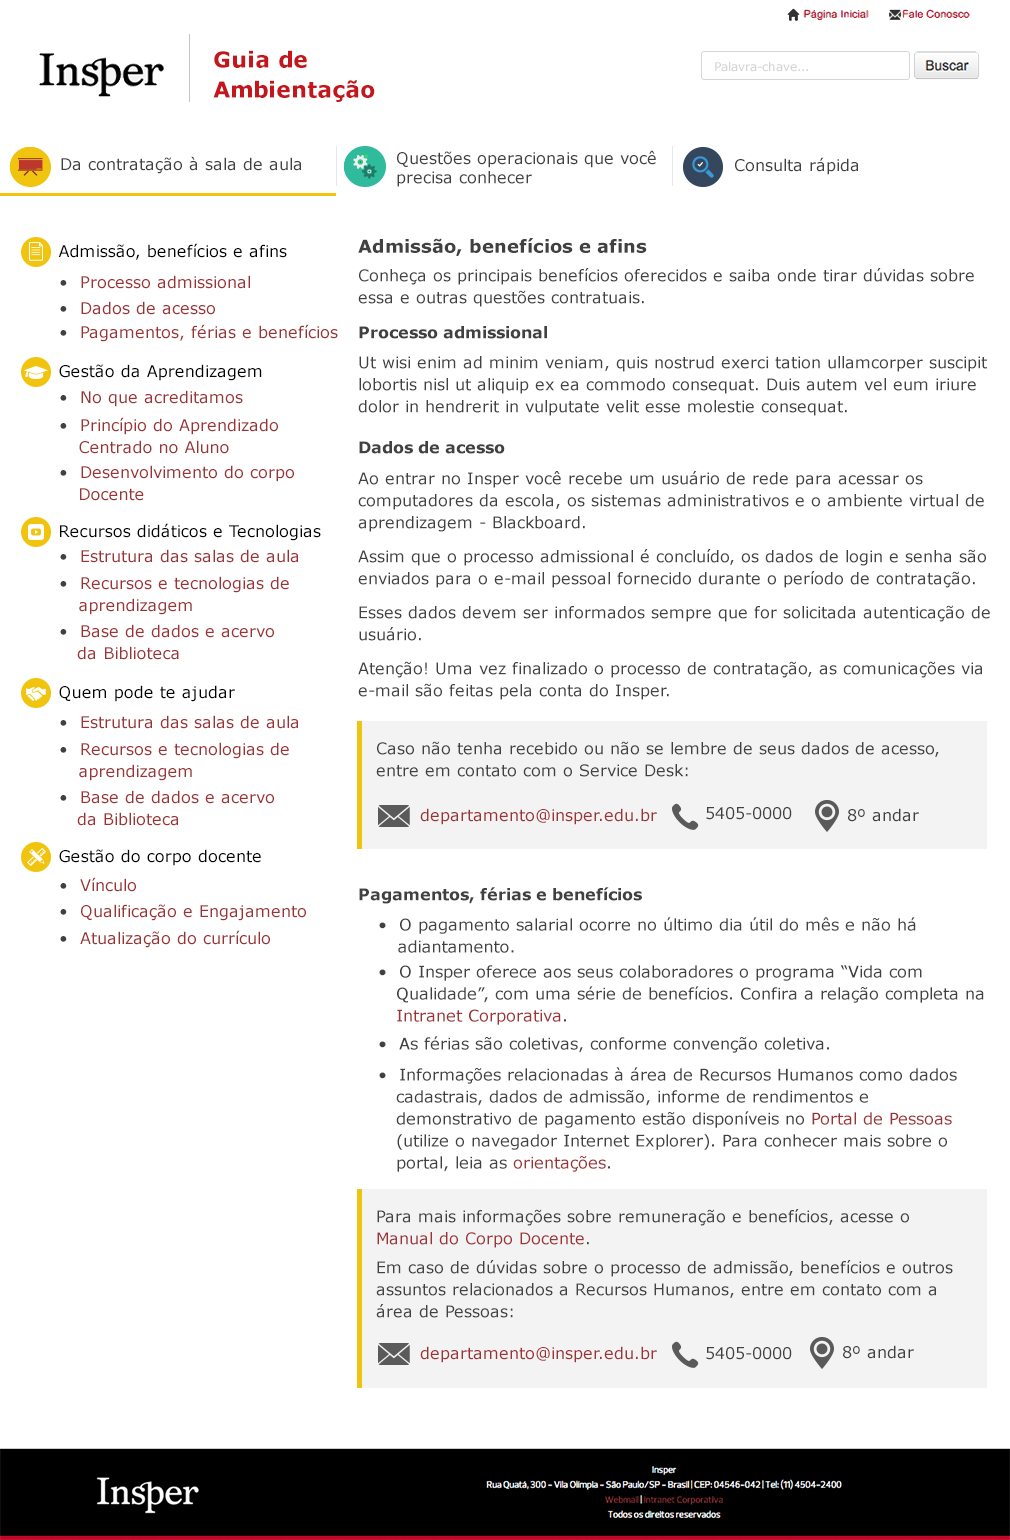 Página Inicial
Fale Conosco
Insper
Guia de
Ambientação
Palavra-chave...
Buscar
Da contratação à sala de aula
Questões operacionais que você
precisa conhecer
Consulta rápida
Admissão, benefícios e afins
• Processo admissional
• Dados de acesso
• Pagamentos, férias e benefícios
Gestão da Aprendizagem
• No que acreditamos
• Princípio do Aprendizado
Centrado no Aluno
• Desenvolvimento do corpo
Docente
Recursos didáticos e Tecnologias
• Estrutura das salas de aula
• Recursos e tecnologias de
aprendizagem
• Base de dados e acervo
da Biblioteca
Quem pode te ajudar
• Estrutura das salas de aula
• Recursos e tecnologias de
aprendizagem
• Base de dados e acervo
da Biblioteca
Gestão do corpo docente
• Vínculo
• Qualificação e Engajamento
• Atualização do currículo
Admissão, benefícios e afins
Conheça os principais benefícios oferecidos e saiba onde tirar dúvidas sobre
essa e outras questões contratuais.
Processo admissional
Ut wisi enim ad minim veniam, quis nostrud exerci tation ullamcorper suscipit
lobortis nisl ut aliquip ex ea commodo consequat. Duis autem vel eum iriure
dolor in hendrerit in vulputate velit esse molestie consequat.
Dados de acesso
Ao entrar no Insper você recebe um usuário de rede para acessar os
computadores da escola, os sistemas administrativos e o ambiente virtual de
aprendizagem - Blackboard.
Assim que o processo admissional é concluído, os dados de login e senha são
enviados para o e-mail pessoal fornecido durante o período de contratação.
Esses dados devem ser informados sempre que for solicitada autenticação de
usuário.
Atenção! Uma vez finalizado o processo de contratação, as comunicações via
e-mail são feitas pela conta do Insper.
Caso não tenha recebido ou não se lembre de seus dados de acesso,
entre em contato com o Service Desk:
departamento@insper.edu.br 5405-0000 8º andar
Pagamentos, férias e benefícios
• O pagamento salarial ocorre no último dia útil do mês e não há
adiantamento.
• O Insper oferece aos seus colaboradores o programa “Vida com
Qualidade”, com uma série de benefícios. Confira a relação completa na
Intranet Corporativa.
• As férias são coletivas, conforme convenção coletiva.
• Informações relacionadas à área de Recursos Humanos como dados
cadastrais, dados de admissão, informe de rendimentos e
demonstrativo de pagamento estão disponíveis no Portal de Pessoas
(utilize o navegador Internet Explorer). Para conhecer mais sobre o
portal, leia as orientações.
Para mais informações sobre remuneração e benefícios, acesse o
Manual do Corpo Docente.
Em caso de dúvidas sobre o processo de admissão, benefícios e outros
assuntos relacionados a Recursos Humanos, entre em contato com a
área de Pessoas:
departamento@insper.edu.br 5405-0000 8º andar
Insper
Insper
Rua Quatá, 300 - Vila Olímpia - São Paulo/SP - Brasil | CEP: 04546-042 | Tel: (11) 4504-2400
Webmail | Intranet Corporativa
Todos os direitos reservados